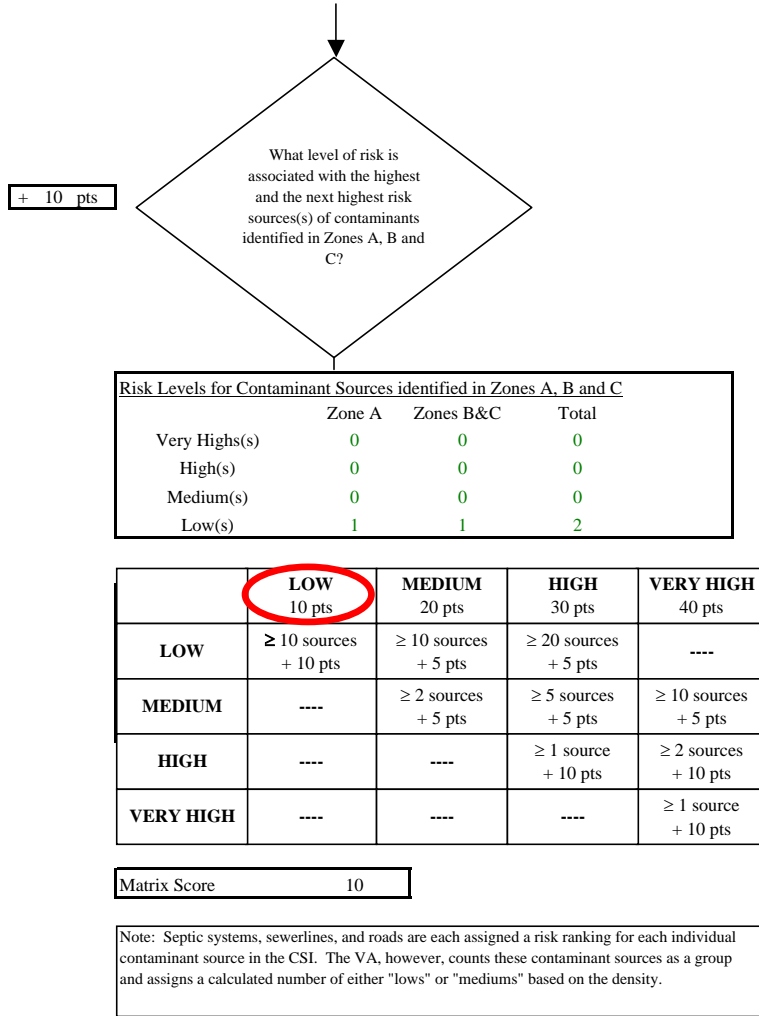 What level of risk is
associated with the highest
and the next highest risk
sources(s) of contaminants
identified in Zones A, B and
C?
+ 10 pts
Risk Levels for Contaminant Sources identified in Zones A, B and C
Zone A Zones B&C Total
Very Highs(s) 0 0 0
High(s) 0 0 0
Medium(s) 0 0 0
Low(s) 1 1 2
LOW MEDIUM HIGH VERY HIGH
10 pts 20 pts 30 pts 40 pts
LOW ≥ 10 sources + 10 pts ≥ 10 sources + 5 pts ≥ 20 sources + 5 pts ----
MEDIUM ---- ≥ 2 sources + 5 pts ≥ 5 sources + 5 pts ≥ 10 sources + 5 pts
HIGH ---- ---- ≥ 1 source + 10 pts ≥ 2 sources + 10 pts
VERY HIGH ---- ---- ---- ≥ 1 source + 10 pts
Matrix Score 10
Note: Septic systems, sewerlines, and roads are each assigned a risk ranking for each individual
contaminant source in the CSI. The VA, however, counts these contaminant sources as a group
and assigns a calculated number of either "lows" or "mediums" based on the density.